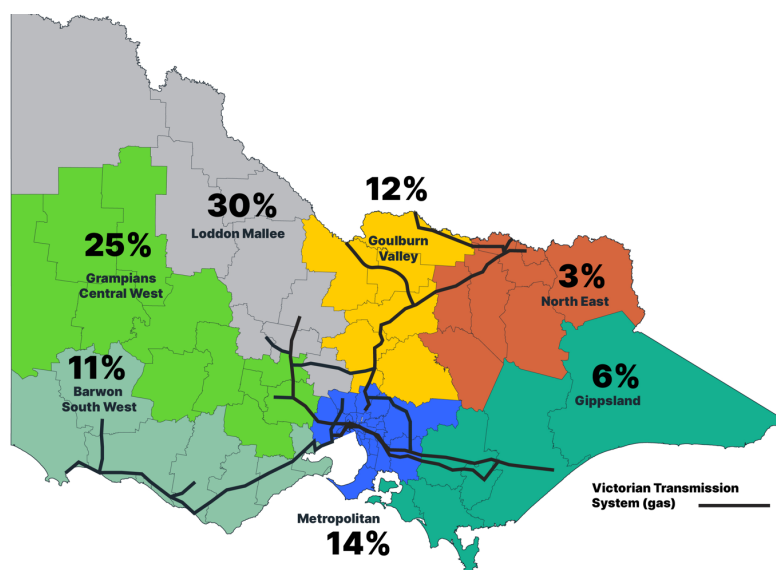 12%
30%
Loddon Mallee
Goulburn
Valley
25%
Grampians
Central West
3%
North East
11%
Barwon
South West
6%
Gippsland
Victorian Transmission
System (gas)
Metropolitan
14%